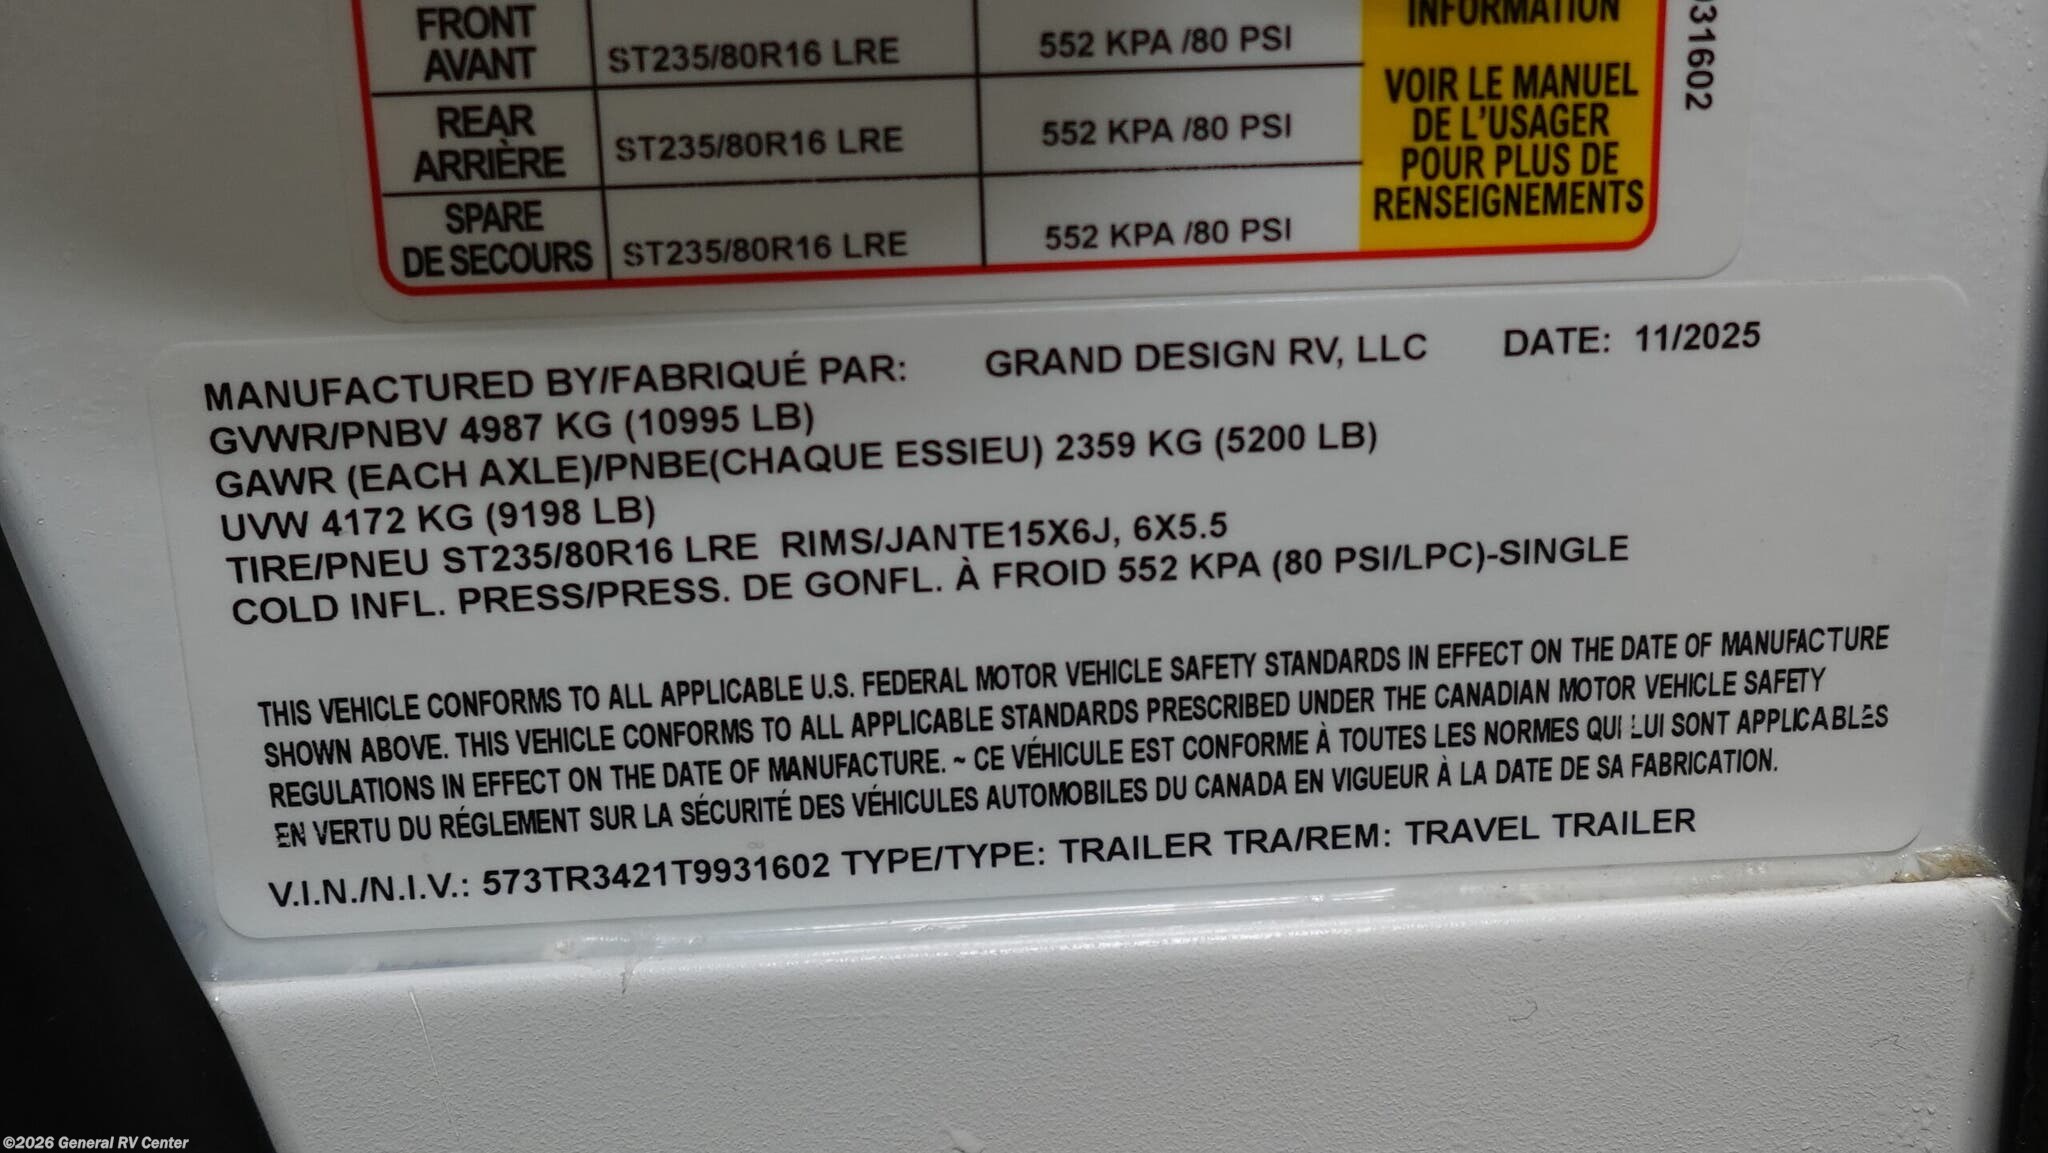 FRONT
AVANT
ST235/80R16 LRE
552 KPA /80 PSI
REAR
ARRIÈRE
ST235/80R16 LRE
552 KPA /80 PSI
SPARE
DE SECOURS
ST235/80R16 LRE
552 KPA /80 PSI
INFORMATION
VOIR LE MANUEL
DE L'USAGER
POUR PLUS DE
RENSEIGNEMENTS
931602
MANUFACTURED BY/FABRIQUÉ PAR: GRAND DESIGN RV, LLC DATE: 11/2025
GVWR/PNBV 4987 KG (10995 LB)
GAWR (EACH AXLE)/PNBE(CHAQUE ESSIEU) 2359 KG (5200 LB)
UVW 4172 KG (9198 LB)
TIRE/PNEU ST235/80R16 LRE RIMS/JANTE15X6J, 6X5.5
COLD INFL. PRESS/PRESS. DE GONFL. À FROID 552 KPA (80 PSI/LPC)-SINGLE
THIS VEHICLE CONFORMS TO ALL APPLICABLE U.S. FEDERAL MOTOR VEHICLE SAFETY STANDARDS IN EFFECT ON THE DATE OF MANUFACTURE
SHOWN ABOVE. THIS VEHICLE CONFORMS TO ALL APPLICABLE STANDARDS PRESCRIBED UNDER THE CANADIAN MOTOR VEHICLE SAFETY
REGULATIONS IN EFFECT ON THE DATE OF MANUFACTURE. ~ CE VÉHICULE EST CONFORME À TOUTES LES NORMES QUI LUI SONT APPLICABLES
EN VERTU DU RÉGLEMENT SUR LA SÉCURITÉ DES VÉHICULES AUTOMOBILES DU CANADA EN VIGUEUR À LA DATE DE SA FABRICATION.
V.I.N./N.I.V.: 573TR3421T9931602 TYPE/TYPE: TRAILER TRA/REM: TRAVEL TRAILER
©2026 General RV Center